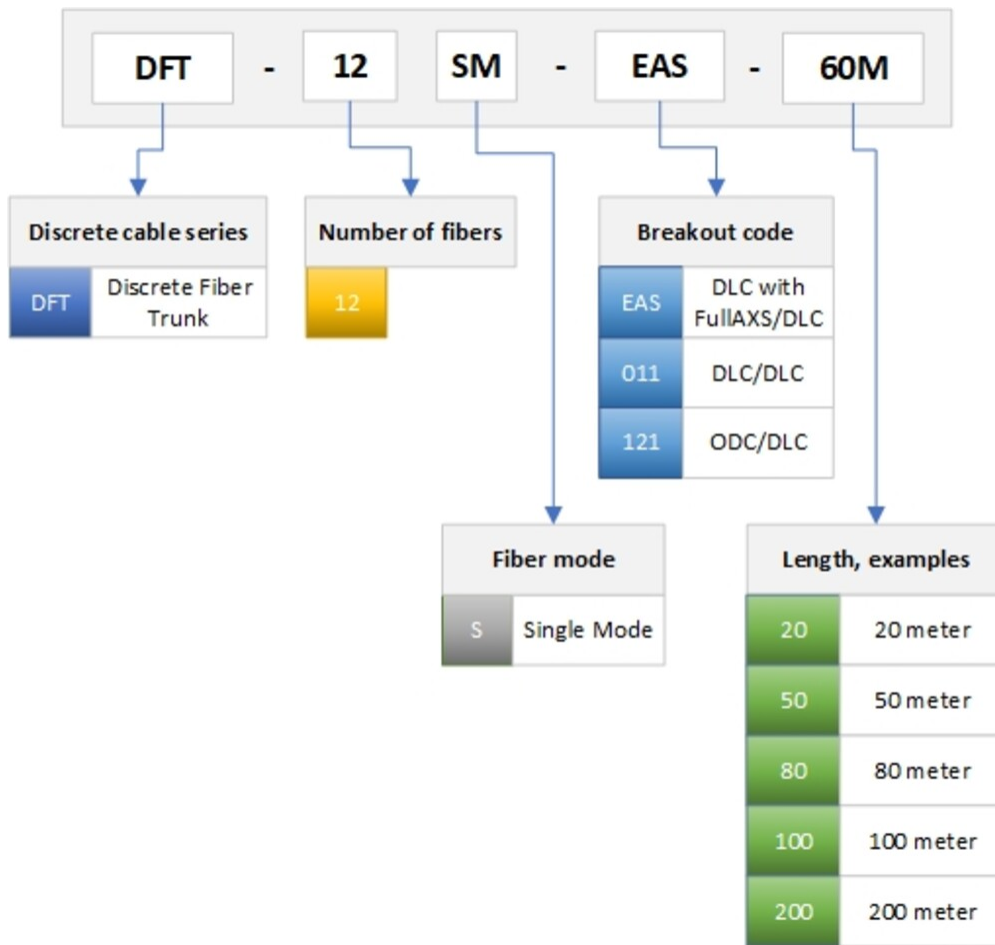 DFT - 12 SM - EAS - 60M
Discrete cable series
DFT
Discrete Fiber
Trunk
Number of fibers
12
Breakout code
EAS
DLC with
FullAXS/DLC
011
DLC/DLC
121
ODC/DLC
Fiber mode
S
Single Mode
Length, examples
20
20 meter
50
50 meter
80
80 meter
100
100 meter
200
200 meter